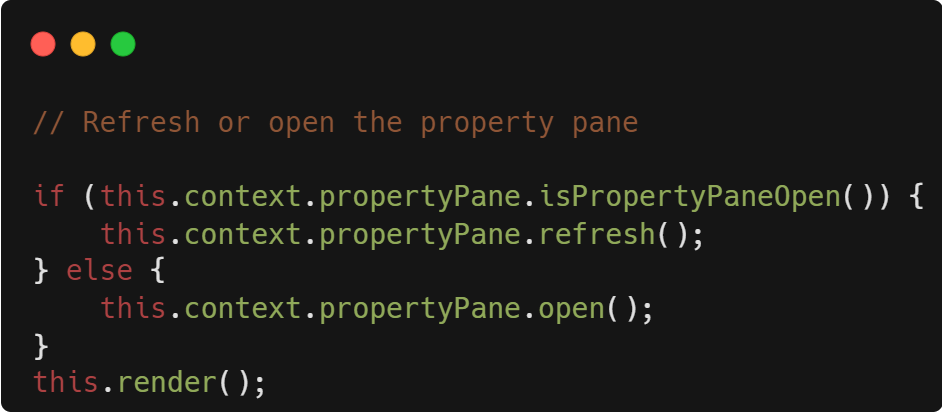 // Refresh or open the property pane

if (this.context.propertyPane.isPropertyPaneOpen()) {
    this.context.propertyPane.refresh();
} else {
    this.context.propertyPane.open();
}
this.render();